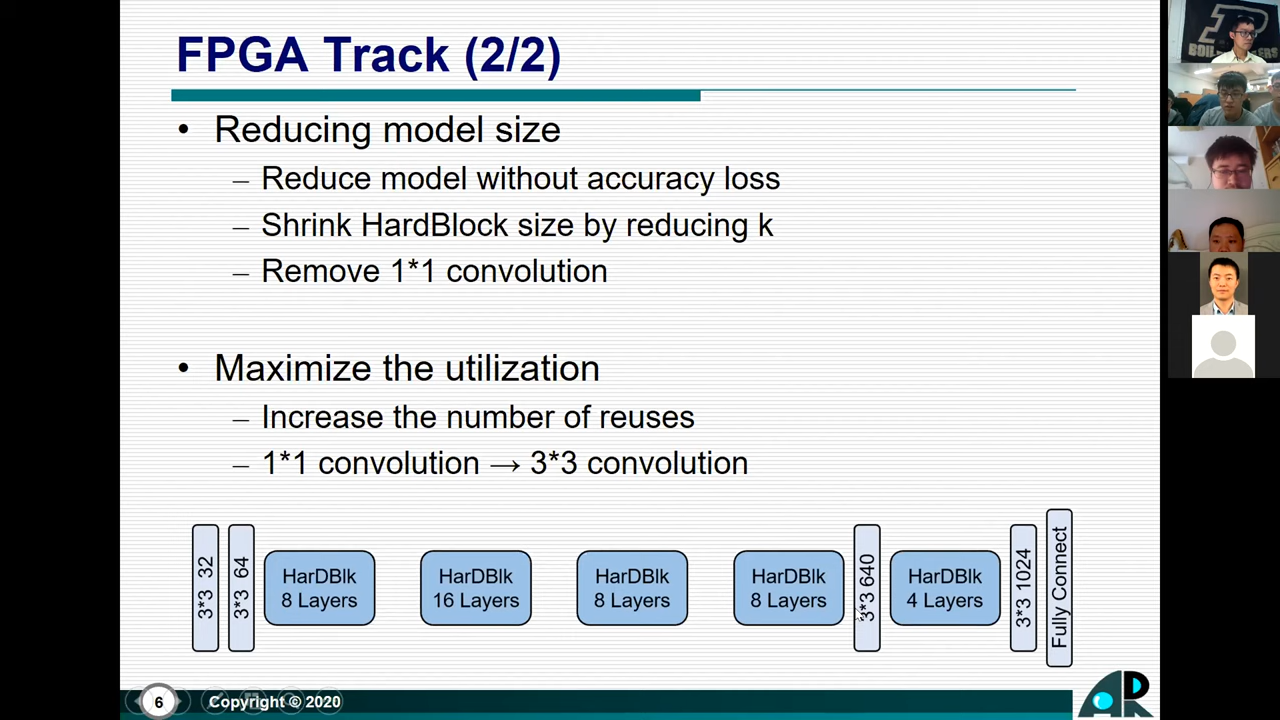 FPGA Track (2/2)
• Reducing model size
– Reduce model without accuracy loss
– Shrink HardBlock size by reducing k
– Remove 1*1 convolution
• Maximize the utilization
– Increase the number of reuses
– 1*1 convolution → 3*3 convolution
3*3 32
3*3 64
HarDBlk
8 Layers
HarDBlk
16 Layers
HarDBlk
8 Layers
HarDBlk
8 Layers
3*3 640
HarDBlk
4 Layers
3*3 1024
Fully Connect
6
Copyright © 2020